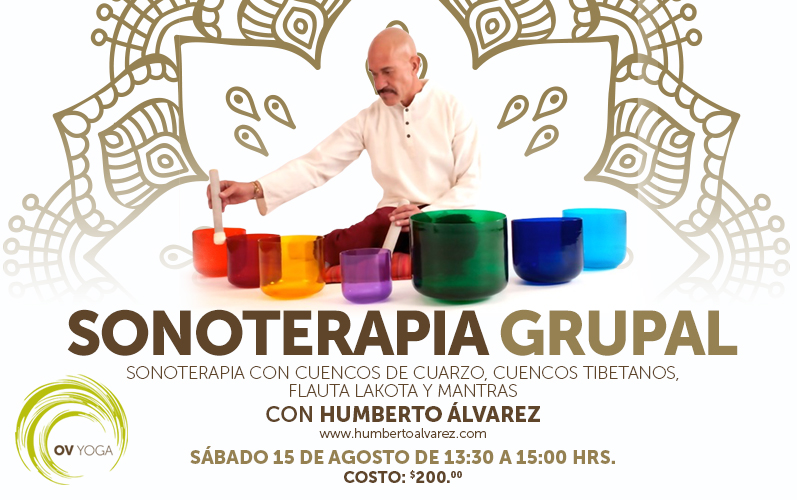 SONOTERAPIA GRUPAL
SONOTERAPIA CON CUENCOS DE CUARZO, CUENCOS TIBETANOS,
FLAUTA LAKOTA Y MANTRAS
CON HUMBERTO ÁLVAREZ
www.humbertoalvarez.com
OV YOGA
SÁBADO 15 DE AGOSTO DE 13:30 A 15:00 HRS.
COSTO: $200.00